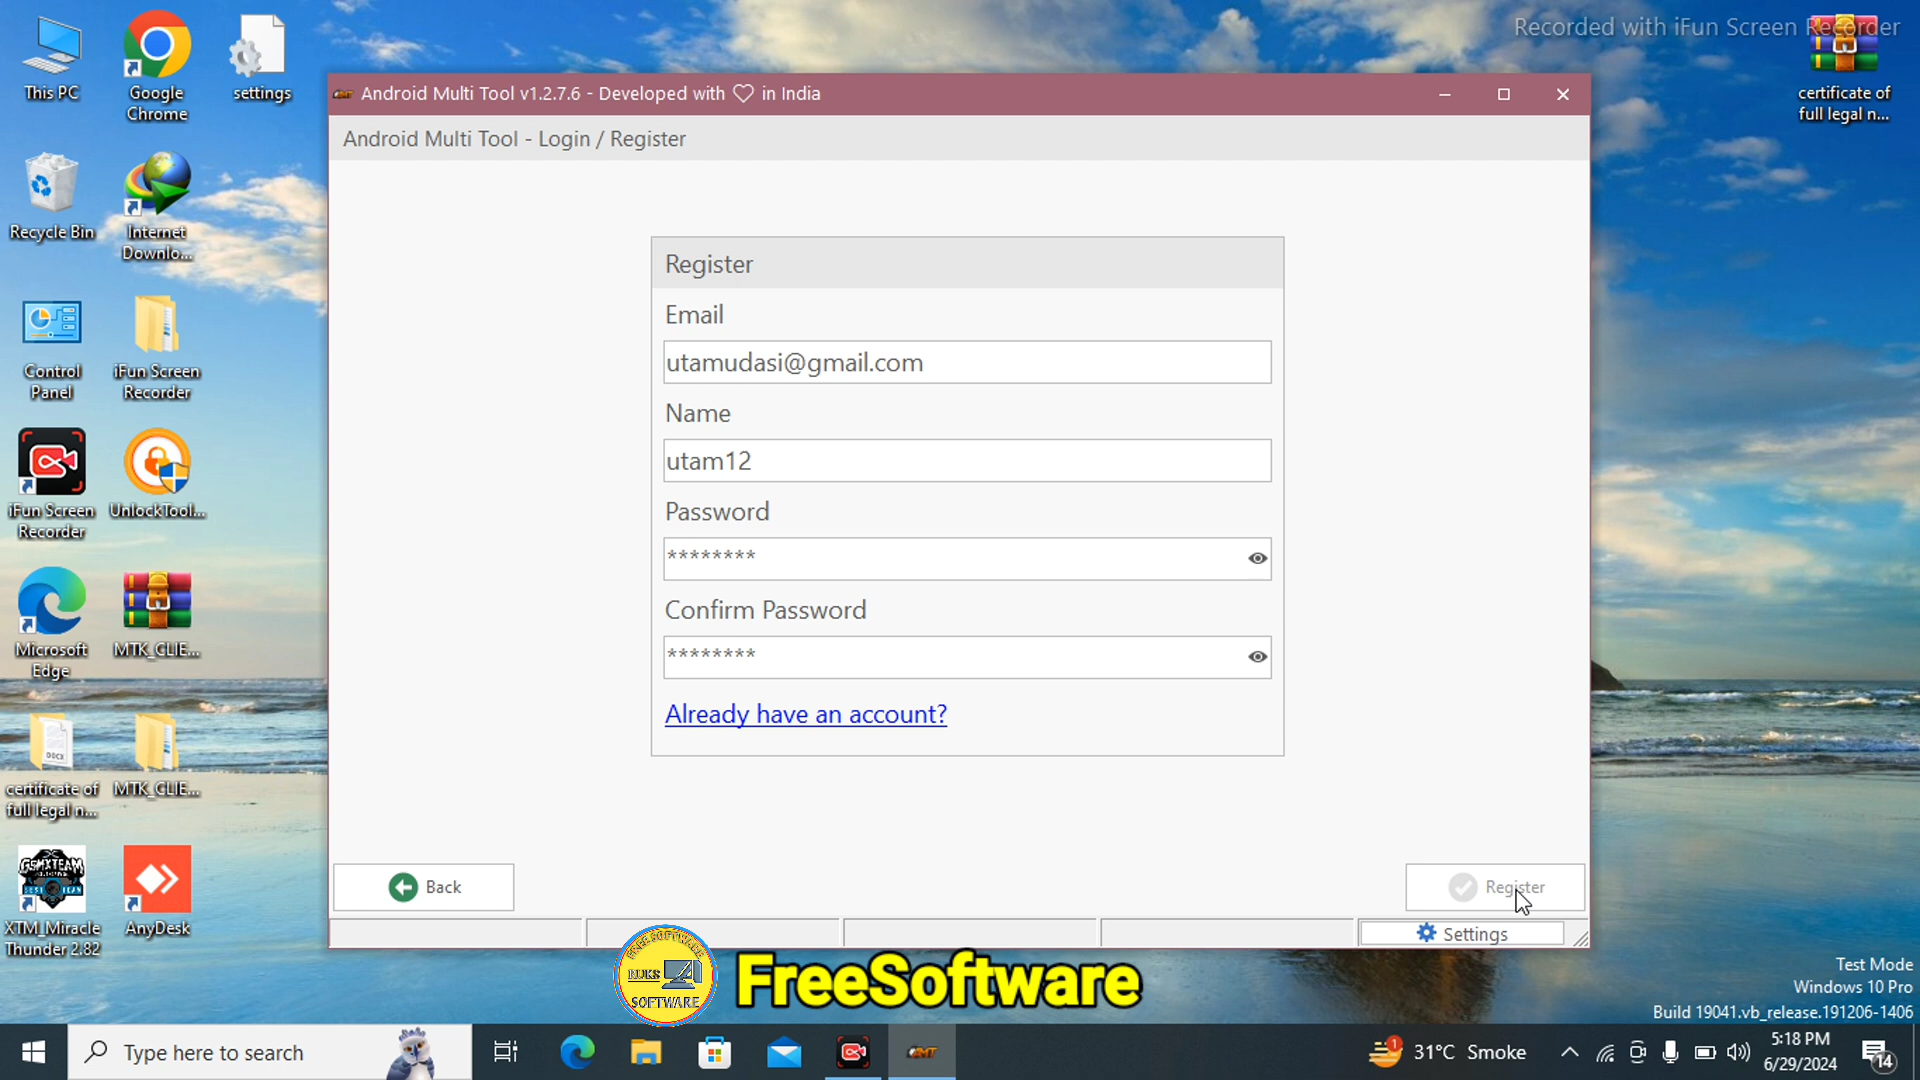 Recorded with iFun Screen Recorder
This PC
Google
Chrome
settings
certificate of
full legal n...
Recycle Bin
Internet
Downlo...
Control
Panel
iFun Screen
Recorder
iFun Screen
Recorder
UnlockTool...
Microsoft
Edge
MTK_CLIE...
certificate of
full legal n...
MTK_CLIE...
DOCX
XTM_Miracle
Thunder 2.82
AnyDesk
Android Multi Tool v1.2.7.6 - Developed with ♡ in India
Android Multi Tool - Login / Register
Register
Email
utamudasi@gmail.com
Name
utam12
Password
********
Confirm Password
********
Already have an account?
Back
Register
Settings
FREE SOFTWARE
SOFTWARE
FreeSoftware
Test Mode
Windows 10 Pro
Build 19041.vb_release.191206-1406
Type here to search
1
31°C Smoke
5:18 PM
6/29/2024
14